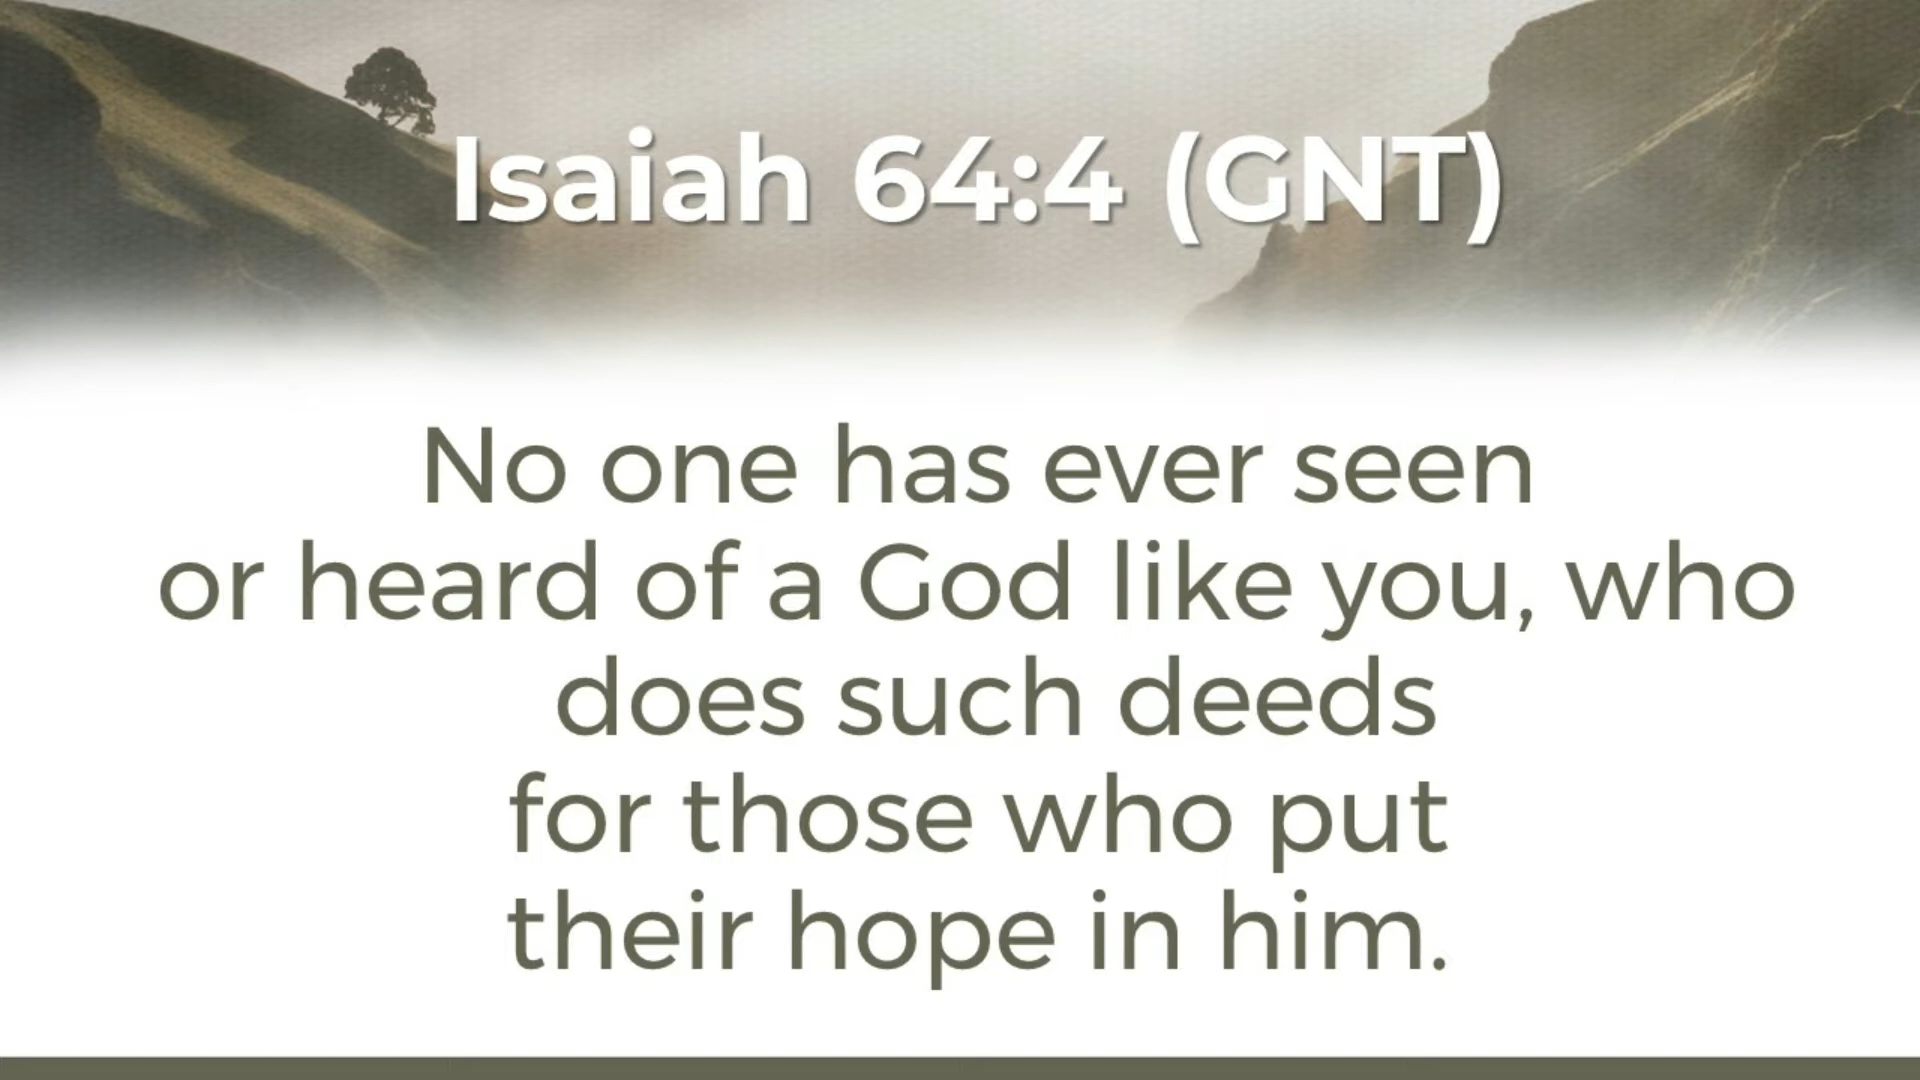 Isaiah 64:4 (GNT)
No one has ever seen
or heard of a God like you, who
does such deeds
for those who put
their hope in him.